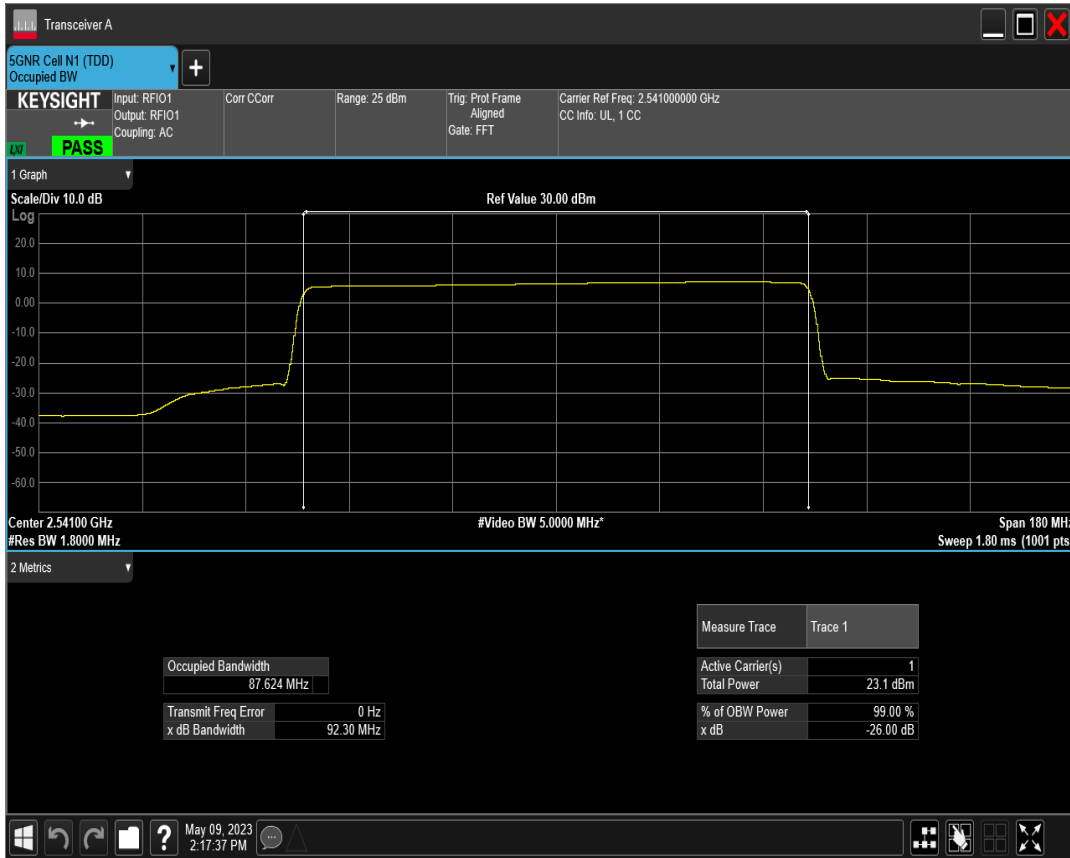 Transceiver A
5GNR Cell N1 (TDD)
Occupied BW
+
KEYSIGHT
LXI
PASS
Input: RFIO1
Output: RFIO1
Coupling: AC
Corr CCorr
Range: 25 dBm
Trig: Prot Frame
Aligned
Gate: FFT
Carrier Ref Freq: 2.541000000 GHz
CC Info: UL, 1 CC
1 Graph
Scale/Div 10.0 dB
Ref Value 30.00 dBm
Log
20.0
10.0
0.00
-10.0
-20.0
-30.0
-40.0
-50.0
-60.0
Center 2.54100 GHz
#Video BW 5.0000 MHz*
Span 180 MHz
#Res BW 1.8000 MHz
Sweep 1.80 ms (1001 pts
2 Metrics
Measure Trace Trace 1
Occupied Bandwidth
87.624 MHz
Active Carrier(s) 1
Total Power 23.1 dBm
Transmit Freq Error 0 Hz
x dB Bandwidth 92.30 MHz
% of OBW Power 99.00 %
x dB -26.00 dB
?
May 09, 2023
2:17:37 PM